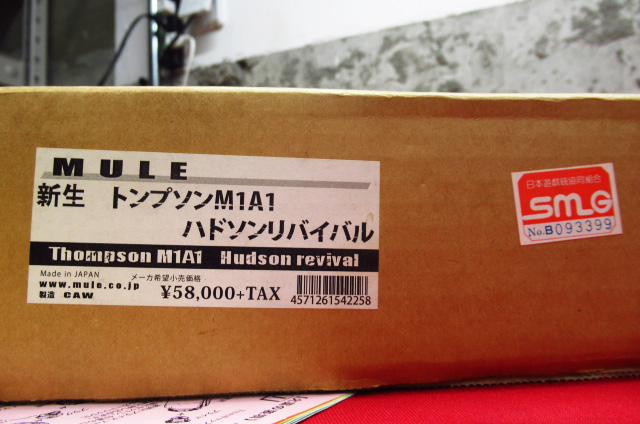 MULE
新生 トンプソンM1A1
ハドソンリバイバル
Thompson M1A1 Hudson revival
Made in JAPAN メーカ希望小売価格
www.mule.co.jp
製造 CAW
¥58,000+TAX
4571261542258
日本遊戯銃協同組合
SMG
No.B093399